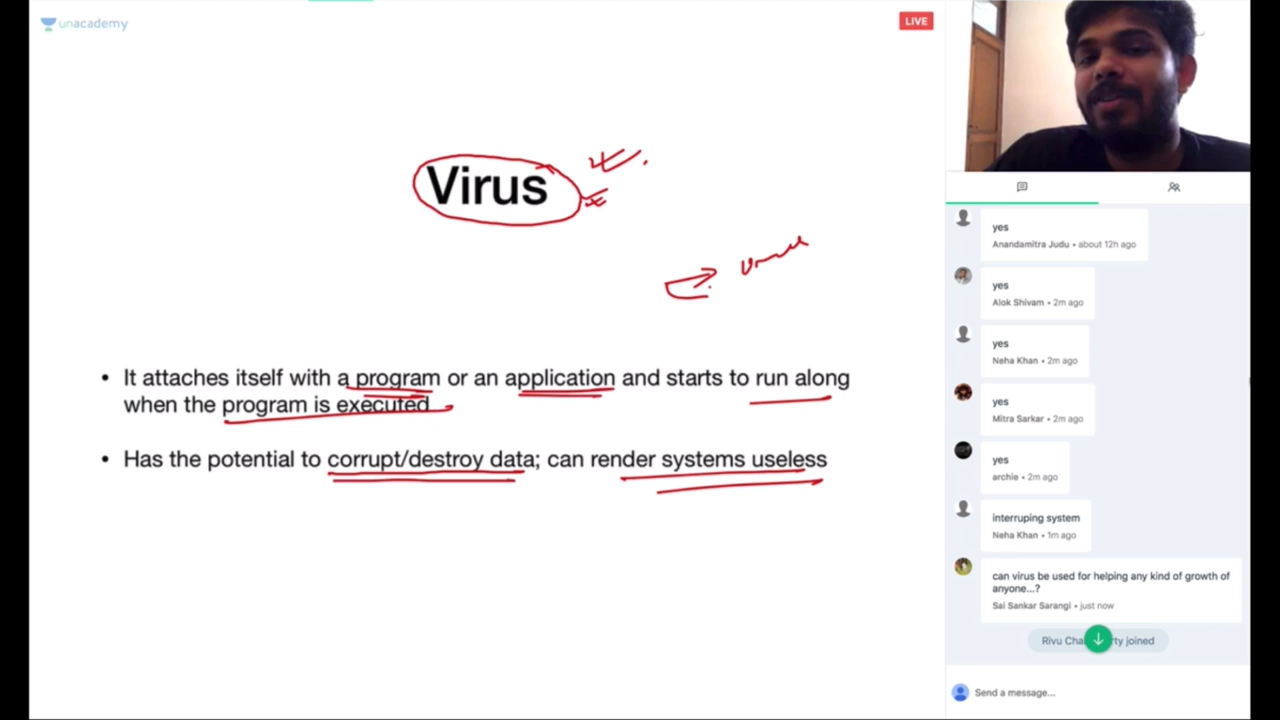 unacademy
LIVE
Virus
• It attaches itself with a program or an application and starts to run along
when the program is executed
• Has the potential to corrupt/destroy data; can render systems useless
yes
Anandamitra Judu • about 12h ago
yes
Alok Shivam • 2m ago
yes
Neha Khan • 2m ago
yes
Mitra Sarkar • 2m ago
yes
archie • 2m ago
interruping system
Neha Khan • 1m ago
can virus be used for helping any kind of growth of
anyone...?
Sai Sankar Sarangi • just now
Rivu joined
Send a message...